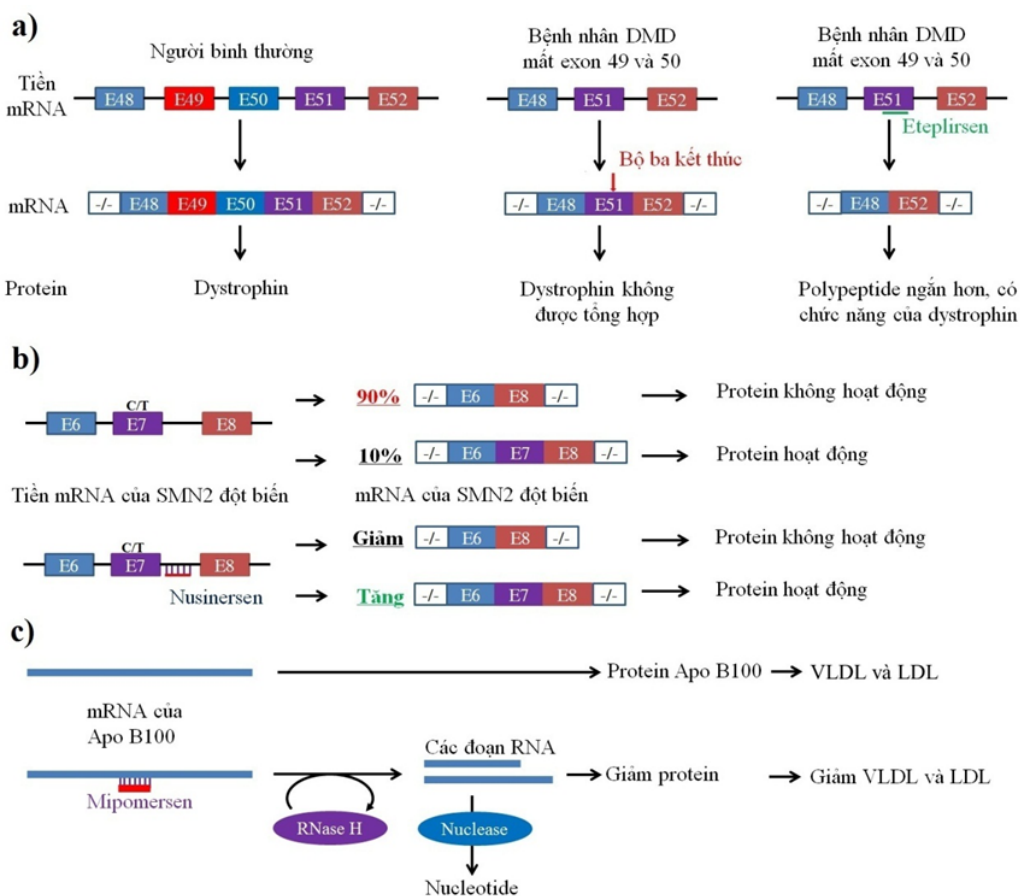 a)
Người bình thường
Bệnh nhân DMD
mất exon 49 và 50
Bệnh nhân DMD
mất exon 49 và 50
Tiền
mRNA
E48 E49 E50 E51 E52
E48 E51 E52
E48 E51 E52
Eteplirsen
Bộ ba kết thúc
mRNA
-/- E48 E49 E50 E51 E52 -/-
-/- E48 E51 E52 -/-
-/- E48 E52 -/-
Protein
Dystrophin
Dystrophin không
được tổng hợp
Polypeptide ngắn hơn, có
chức năng của dystrophin
b)
C/T
E6 E7 E8
90% -/- E6 E8 -/- Protein không hoạt động
10% -/- E6 E7 E8 -/- Protein hoạt động
Tiền mRNA của SMN2 đột biến
mRNA của SMN2 đột biến
C/T
E6 E7 E8
Nusinersen
Giảm -/- E6 E8 -/- Protein không hoạt động
Tăng -/- E6 E7 E8 -/- Protein hoạt động
c)
Protein Apo B100
VLDL và LDL
mRNA của
Apo B100
Mipomersen
RNase H
Các đoạn RNA
Nuclease
Nucleotide
Giảm protein
Giảm VLDL và LDL